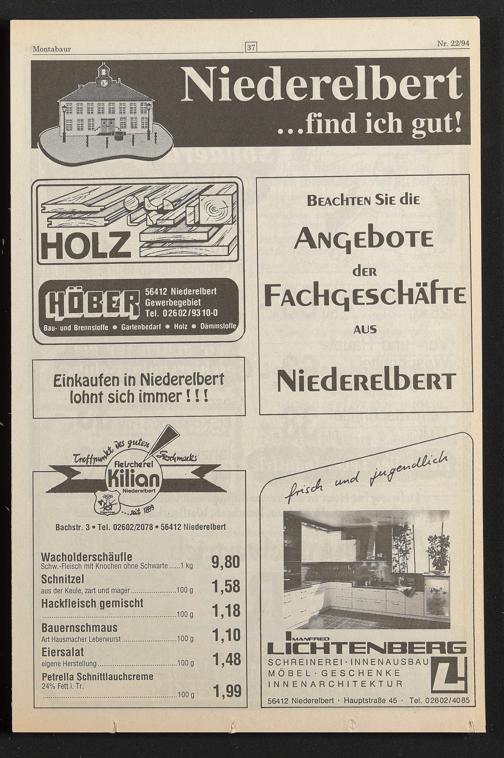 Montabaur
37
Nr. 22/94
Niederelbert
...find ich gut!
HOLZ
HÖBER
56412 Niederelbert
Gewerbegebiet
Tel. 02602/9310-0
Bau- und Brennstoffe • Gartenbedarf • Holz • Dämmstoffe
Beachten Sie die
Angebote
der
Fachgeschäfte
aus
Niederelbert
Einkaufen in Niederelbert
lohnt sich immer ! ! !
Treffpunkt des guten Geschmacks
Fleischerei
Kilian
Niederelbert
...seit 1893
Bachstr. 3 • Tel. 02602/2078 • 56412 Niederelbert
Wacholderschäufle
Schw.-Fleisch mit Knochen ohne Schwarte......1 kg 9,80
Schnitzel
aus der Keule, zart und mager..................100 g 1,58
Hackfleisch gemischt
..................100 g 1,18
Bauernschmaus
Art Hausmacher Leberwurst..................100 g 1,10
Eiersalat
eigene Herstellung..................100 g 1,48
Petrella Schnittlauchcreme
24% Fett i. Tr.
..................100 g 1,99
frisch und jugendlich
MANFRED
LICHTENBERG
SCHREINEREI · INNENAUSBAU
MÖBEL · GESCHENKE
INNENARCHITEKTUR
56412 Niederelbert · Hauptstraße 45 · Tel. 02602/4085